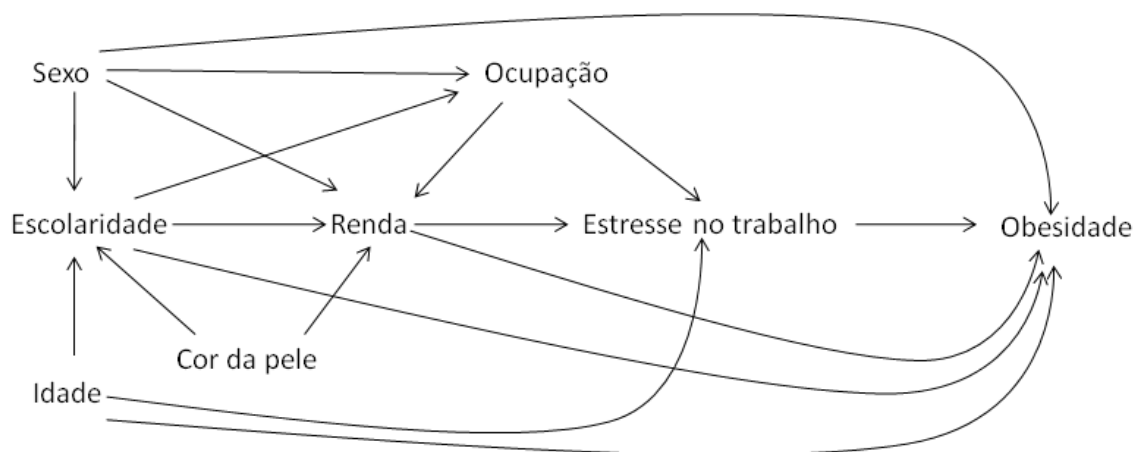 Sexo
Ocupação
Escolaridade
Renda
Estresse no trabalho
Obesidade
Cor da pele
Idade